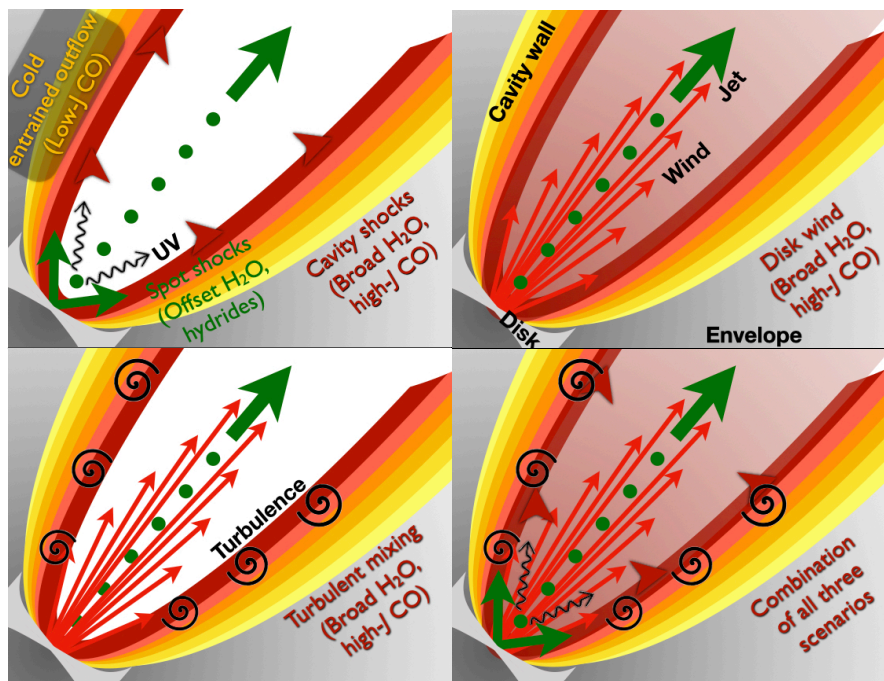 Cold
entrained outflow
(Low-J CO)
UV
Spot shocks
(Offset H₂O,
hydrides)
Cavity shocks
(Broad H₂O,
high-J CO)
Cavity wall
Jet
Wind
Disk
Disk wind
(Broad H₂O,
high-J CO)
Envelope
Turbulence
Turbulent mixing
(Broad H₂O,
high-J CO)
Combination
of all three
scenarios